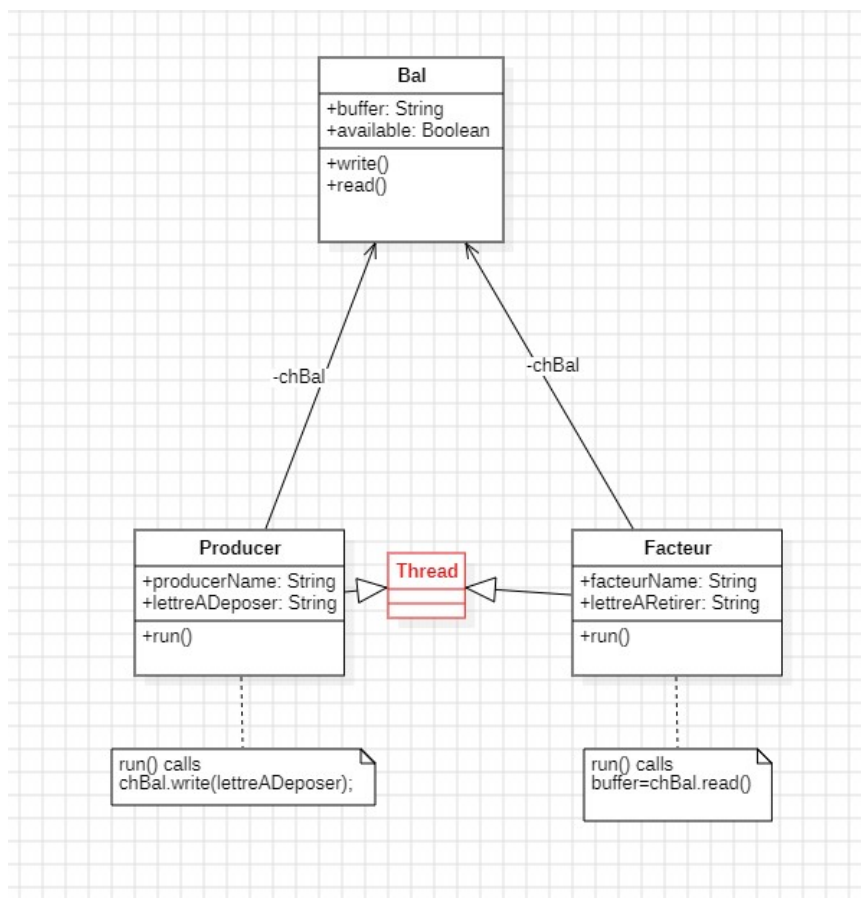 Bal
+buffer: String
+available: Boolean
+write()
+read()
-chBal
-chBal
Producer
+producerName: String
+lettreADeposer: String
+run()
Thread
Facteur
+facteurName: String
+lettreARetirer: String
+run()
run() calls
chBal.write(lettreADeposer);
run() calls
buffer=chBal.read()